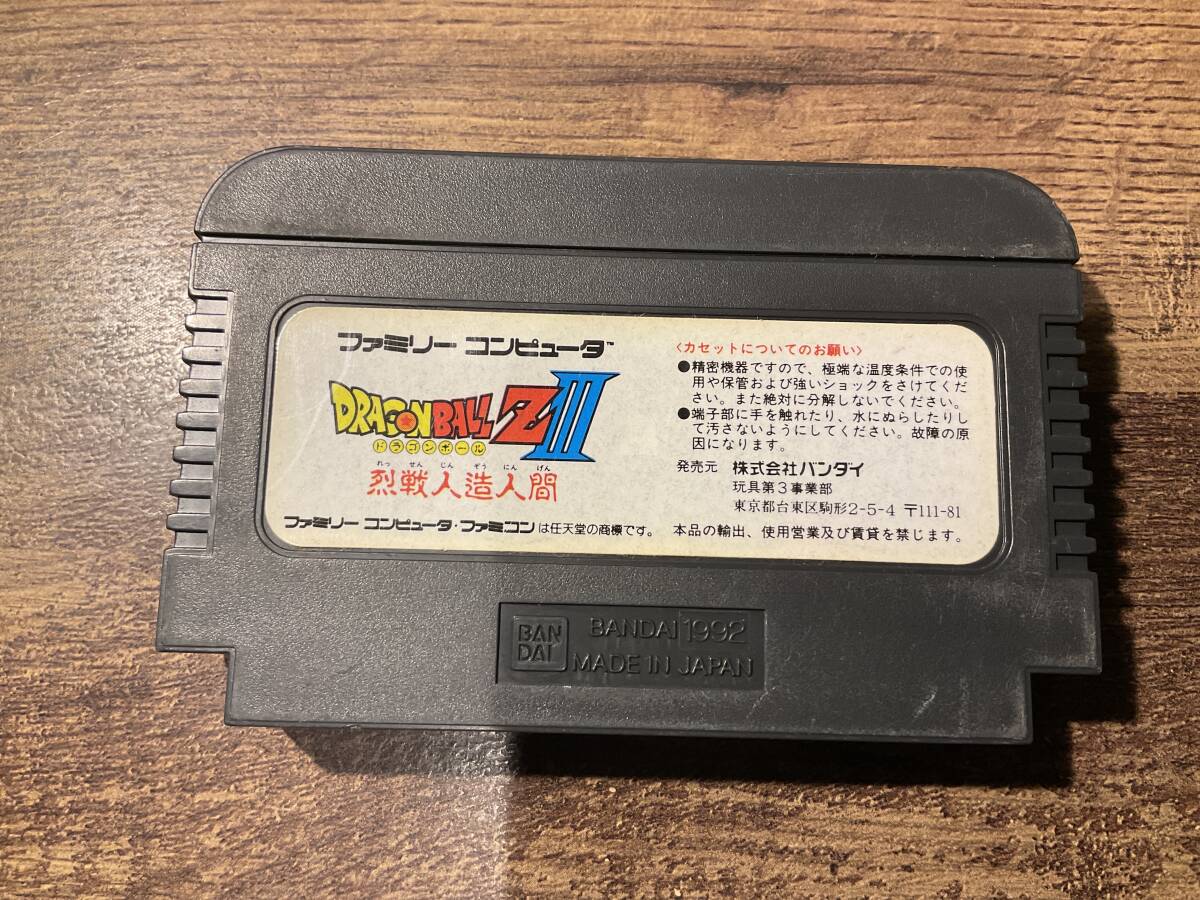 ファミリー コンピュータ™
DRAGON BALL Z III
ドラゴンボール
れっ せん じん ぞう にん げん
烈戦人造人間
ファミリー コンピュータ・ファミコンは任天堂の商標です。
〈カセットについてのお願い〉
●精密機器ですので、極端な温度条件での使
用や保管および強いショックをさけてくだ
さい。また絶対に分解しないでください。
●端子部に手を触れたり、水にぬらしたりし
て汚さないようにしてください。故障の原
因になります。
発売元 株式会社バンダイ
玩具第3事業部
東京都台東区駒形2-5-4 〒111-81
本品の輸出、使用営業及び賃貸を禁じます。
BAN
DAI
BANDAI 1992
MADE IN JAPAN